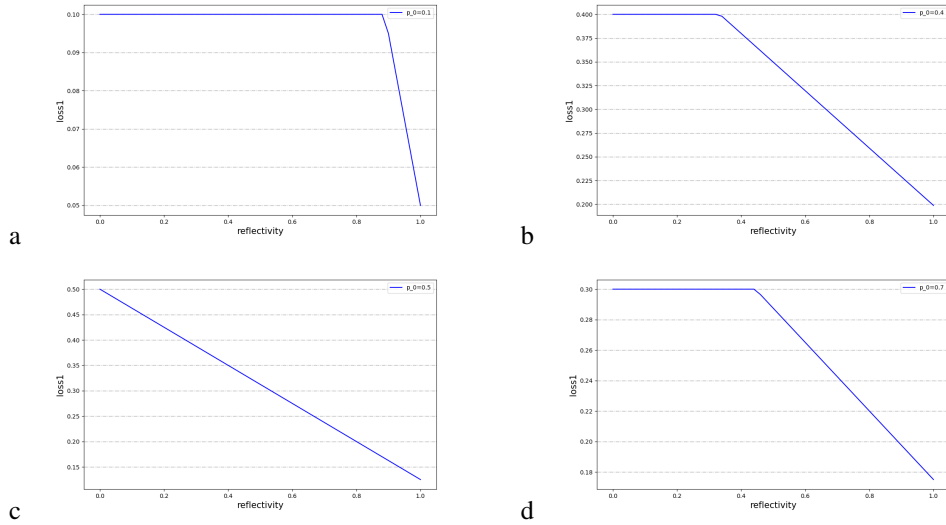 0.10
0.09
0.08
0.07
0.06
0.05
loss1
0.0 0.2 0.4 0.6 0.8 1.0
reflectivity
p_0=0.1
a
0.400
0.375
0.350
0.325
0.300
0.275
0.250
0.225
0.200
loss1
0.0 0.2 0.4 0.6 0.8 1.0
reflectivity
p_0=0.4
b
0.50
0.45
0.40
0.35
0.30
0.25
0.20
0.15
loss1
0.0 0.2 0.4 0.6 0.8 1.0
reflectivity
p_0=0.5
c
0.30
0.28
0.26
0.24
0.22
0.20
0.18
loss1
0.0 0.2 0.4 0.6 0.8 1.0
reflectivity
p_0=0.7
d